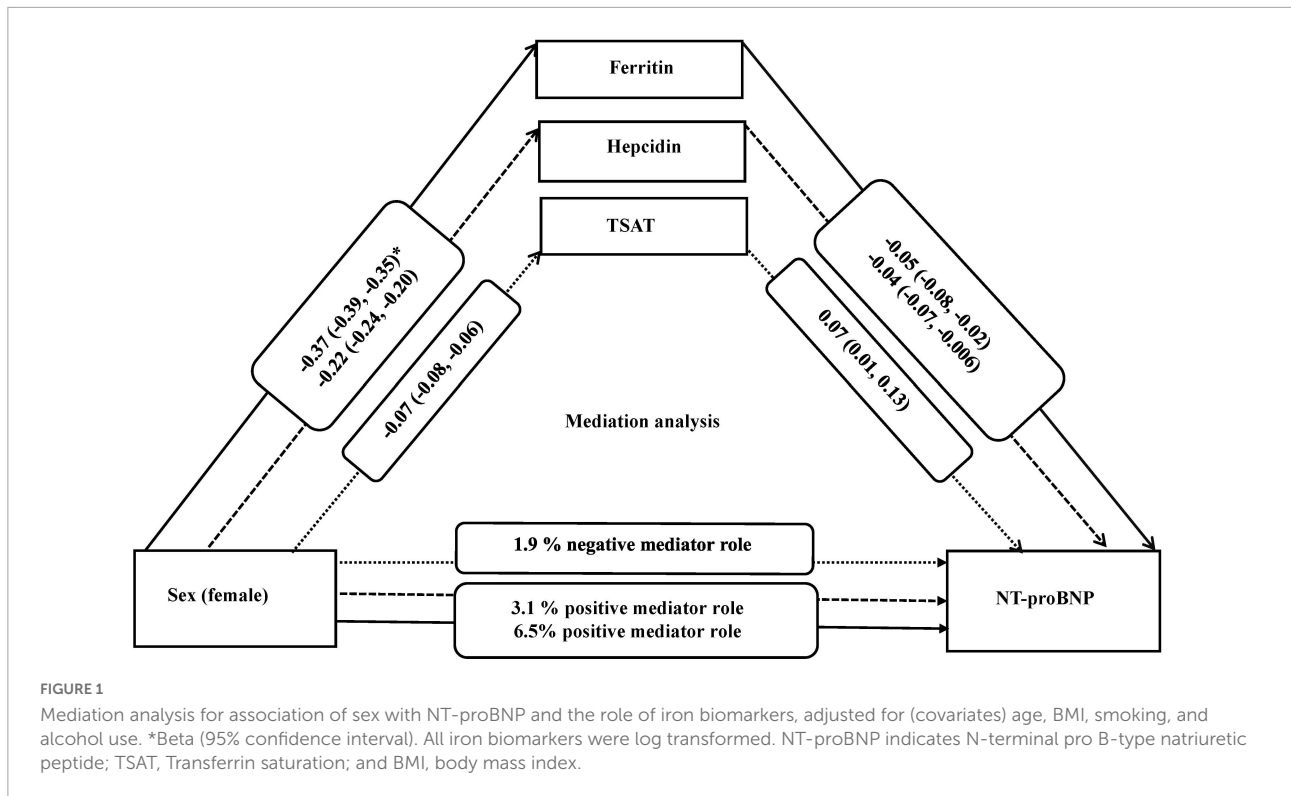 Ferritin
Hepcidin
TSAT
-0.37 (-0.39, -0.35)*
-0.22 (-0.24, -0.20)
-0.07 (-0.08, -0.06)
-0.05 (-0.08, -0.02)
-0.04 (-0.07, -0.006)
0.07 (0.01, 0.13)
Mediation analysis
Sex (female)
1.9 % negative mediator role
3.1 % positive mediator role
6.5% positive mediator role
NT-proBNP
FIGURE 1
Mediation analysis for association of sex with NT-proBNP and the role of iron biomarkers, adjusted for (covariates) age, BMI, smoking, and
alcohol use. *Beta (95% confidence interval). All iron biomarkers were log transformed. NT-proBNP indicates N-terminal pro B-type natriuretic
peptide; TSAT, Transferrin saturation; and BMI, body mass index.